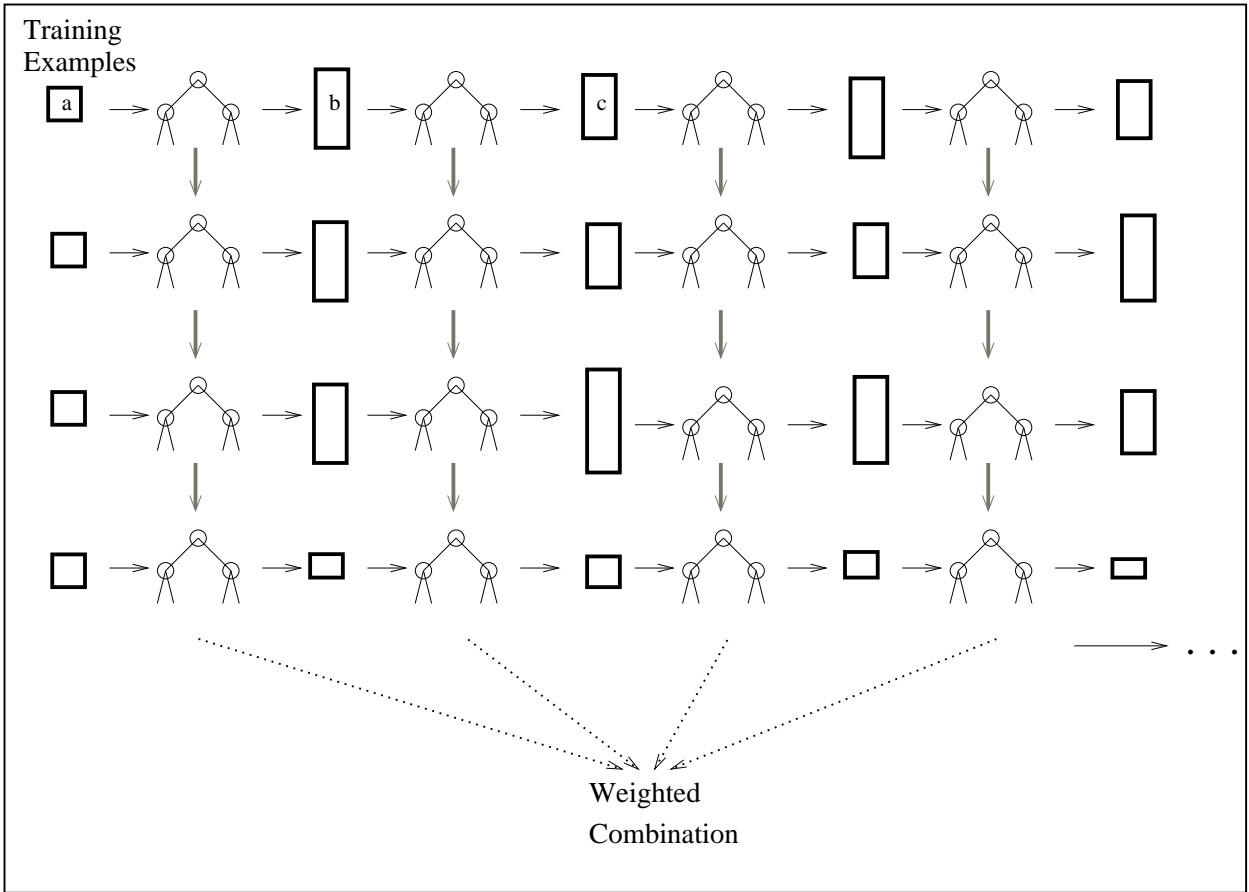 Training
Examples
a
b
c
. . .
Weighted
Combination